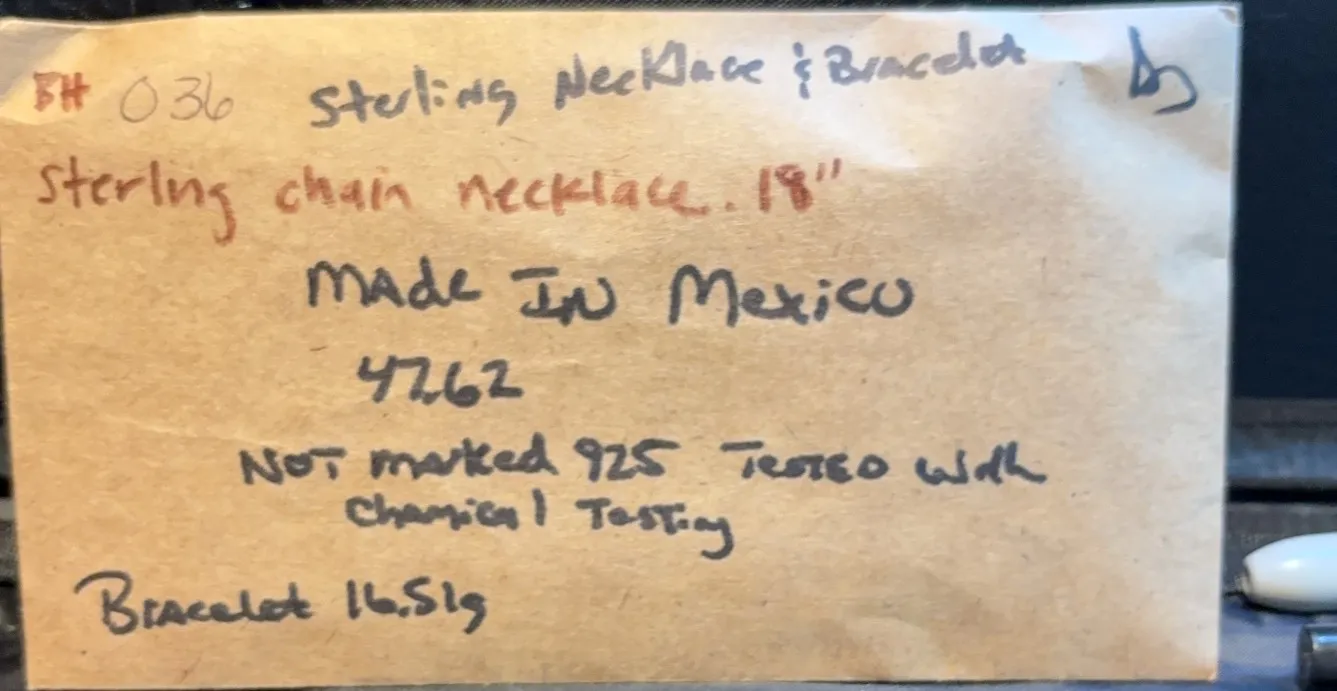 BH 036 Sterling Necklace & Bracelet
Sterling chain necklace. 18"
Made In Mexico
4762
Not marked 925 Tested with
Chemical Testing
Bracelet 16.51g